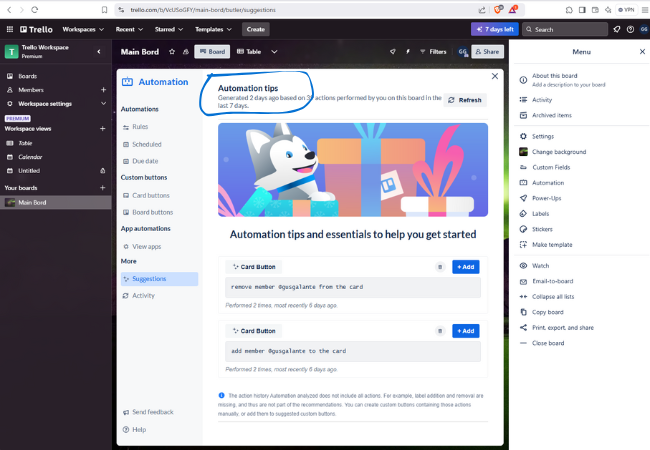 trello.com/b/VcUSoGFY/main-bord/butler/suggestions
VPN
Trello
Workspaces
Recent
Starred
Templates
Create
7 days left
Search
GG
T
Trello Workspace
Premium
Boards
Members
Workspace settings
PREMIUM
Workspace views
Table
Calendar
Untitled
Your boards
Main Bord
Main Bord
Board
Table
Filters
GG
Share
Automation
Automations
Rules
Scheduled
Due date
Custom buttons
Card buttons
Board buttons
App automations
View apps
More
Suggestions
Activity
Send feedback
Help
Automation tips
Generated 2 days ago based on actions performed by you on this board in the
last 7 days.
Refresh
Automation tips and essentials to help you get started
Card Button
+ Add
remove member @gusgalante from the card
Performed 2 times, most recently 6 days ago.
Card Button
+ Add
add member @gusgalante to the card
Performed 2 times, most recently 6 days ago.
The action history Automation analyzed does not include all actions. For example, label addition and removal are
missing, and thus are not part of the recommendations. You can create custom buttons containing those actions
manually, or add them to suggested custom buttons.
Menu
About this board
Add a description to your board
Activity
Archived items
Settings
Change background
Custom Fields
Automation
Power-Ups
Labels
Stickers
Make template
Watch
Email-to-board
Collapse all lists
Copy board
Print, export, and share
Close board